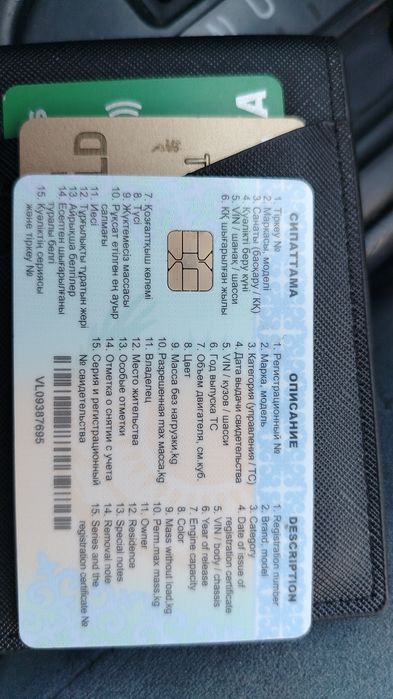 СИПАТТАМА
1. Тіркеу №
2. Маркасы, моделі
3. Санаты (басқару / КҚ)
4. Куәлікті беру күні
5. VIN / шанақ / шасси
6. КҚ шығарылған жылы
7. Қозғалтқыш көлемі
8. Түсі
9. Жүктемесіз массасы
10. Рұқсат етілген ең ауыр салмағы
11. Иесі
12. Тұрғылықты тұратын жері
13. Айрықша белгілер
14. Есептен шығарылғаны туралы белгі
15. Куәліктің сериясы
және тіркеу №
ОПИСАНИЕ
1. Регистрационный №
2. Марка, модель
3. Категория (управления / ТС)
4. Дата выдачи свидетельства
5. VIN / кузов / шасси
6. Год выпуска ТС
7. Объем двигателя, см.куб.
8. Цвет
9. Масса без нагрузки,kg
10. Разрешенная max масса,kg
11. Владелец
12. Место жительства
13. Особые отметки
14. Отметка о снятии с учета
15. Серия и регистрационный
№ свидетельства
VL09387695
DESCRIPTION
1. Registration number
2. Brand, model
3. Category
4. Date of issue of
registration certificate
5. VIN / body / chassis
6. Year of release
7. Engine capacity
8. Color
9. Mass without load,kg
10. Perm.max mass,kg
11. Owner
12. Residence
13. Special notes
14. Removal note
15. Series and the
registration certificate №